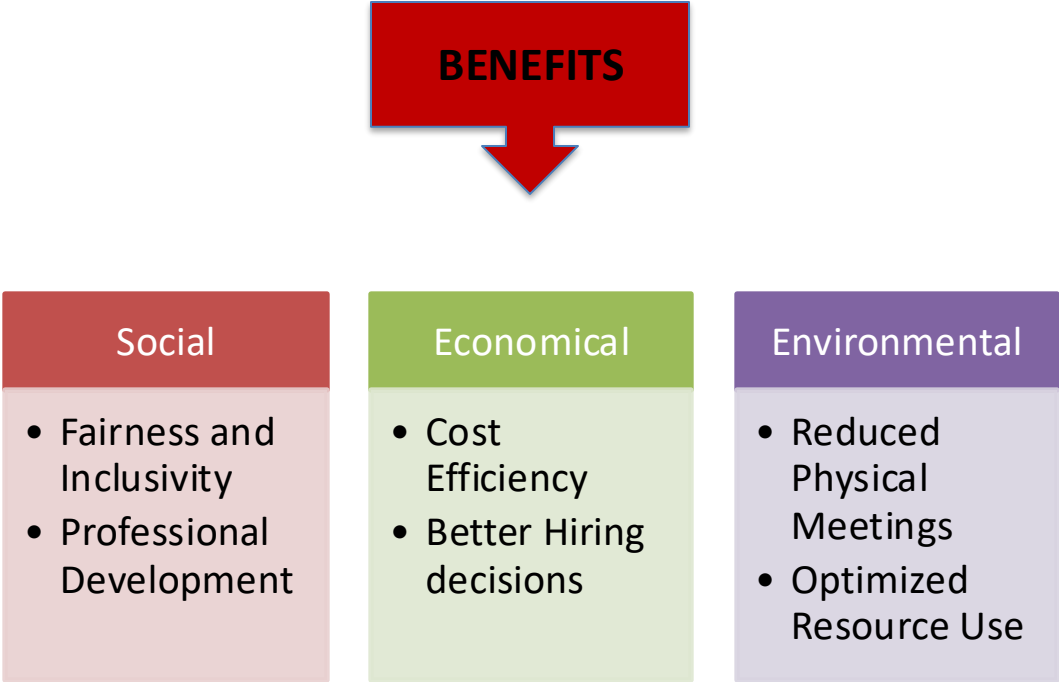 BENEFITS
Social
• Fairness and
Inclusivity
• Professional
Development
Economical
• Cost
Efficiency
• Better Hiring
decisions
Environmental
• Reduced
Physical
Meetings
• Optimized
Resource Use